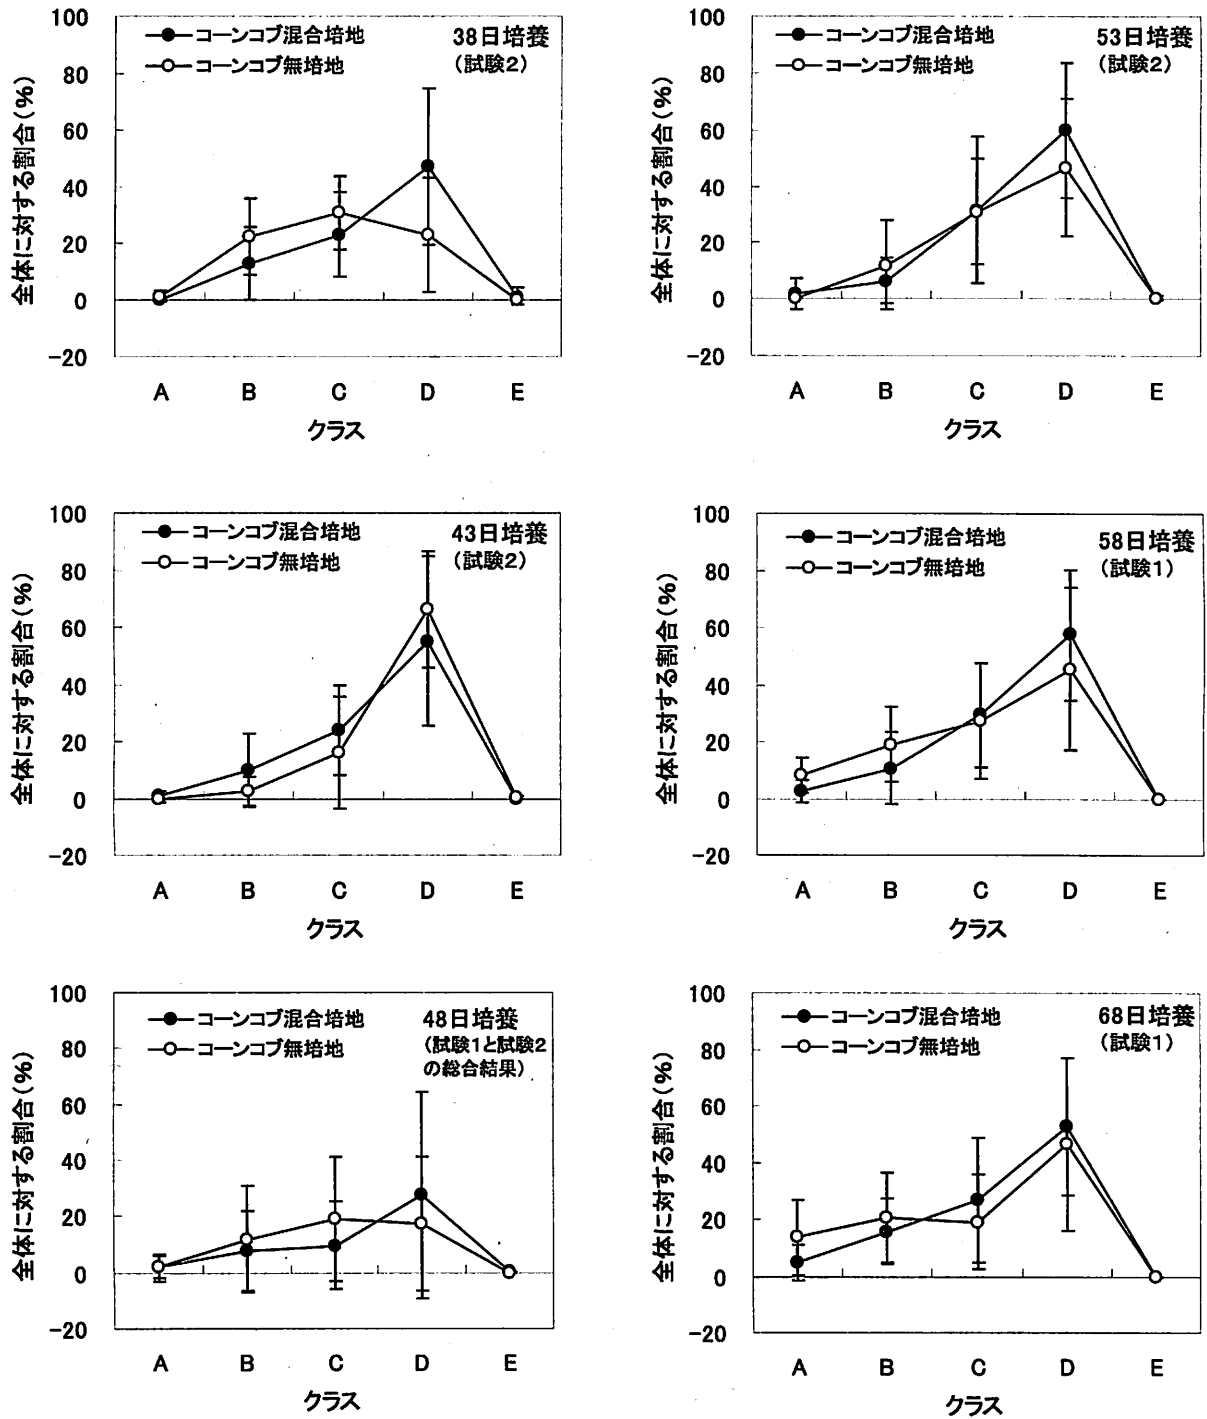 全体に対する割合(%)
100
80
60
40
20
0
-20
コーンコブ混合培地
コーンコブ無培地
38日培養
(試験2)
A B C D E
クラス
全体に対する割合(%)
100
80
60
40
20
0
-20
コーンコブ混合培地
コーンコブ無培地
53日培養
(試験2)
A B C D E
クラス
全体に対する割合(%)
100
80
60
40
20
0
-20
コーンコブ混合培地
コーンコブ無培地
43日培養
(試験2)
A B C D E
クラス
全体に対する割合(%)
100
80
60
40
20
0
-20
コーンコブ混合培地
コーンコブ無培地
58日培養
(試験1)
A B C D E
クラス
全体に対する割合(%)
100
80
60
40
20
0
-20
コーンコブ混合培地
コーンコブ無培地
48日培養
(試験1と試験2
の総合結果)
A B C D E
クラス
全体に対する割合(%)
100
80
60
40
20
0
-20
コーンコブ混合培地
コーンコブ無培地
68日培養
(試験1)
A B C D E
クラス